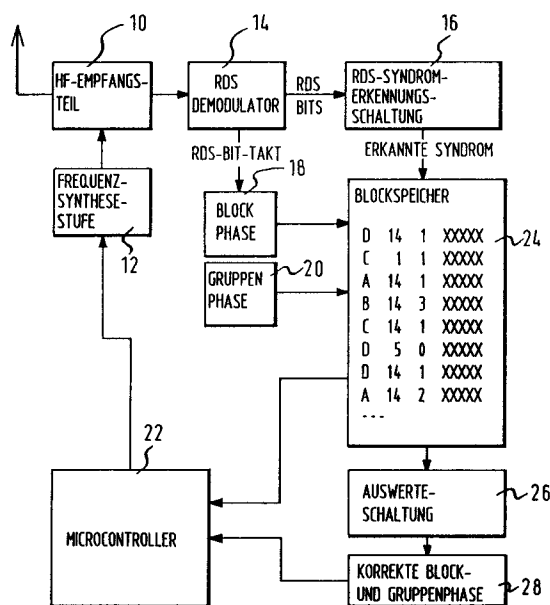 10
14
16
HF-EMPFANGS-
TEIL
RDS
DEMODULATOR
RDS
BITS
RDS-SYNDROM-
ERKENNUNGS-
SCHALTUNG
RDS-BIT-TAKT
ERKANNTE SYNDROM
FREQUENZ-
SYNTHESE-
STUFE
12
18
BLOCK
PHASE
20
GRUPPEN
PHASE
BLOCKSPEICHER
24
D 14 1 XXXXX
C 1 1 XXXXX
A 14 1 XXXXX
B 14 3 XXXXX
C 14 1 XXXXX
D 5 0 XXXXX
D 14 1 XXXXX
A 14 2 XXXXX
---
22
MICROCONTROLLER
AUSWERTE-
SCHALTUNG
26
KORREKTE BLOCK-
UND GRUPPENPHASE
28